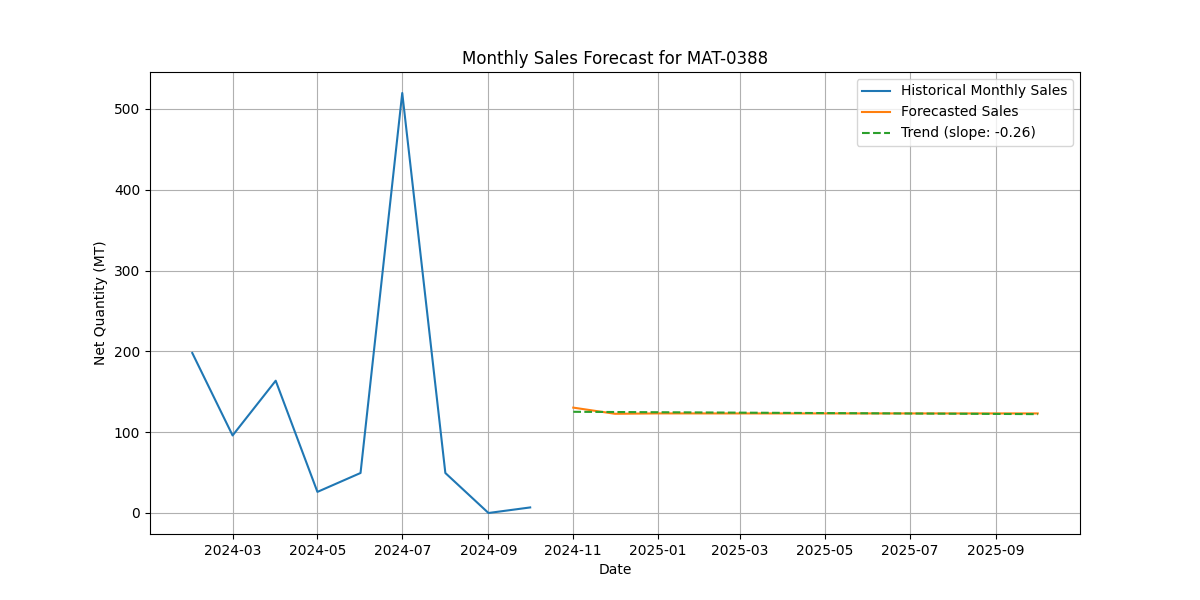 Monthly Sales Forecast for MAT-0388
Historical Monthly Sales
Forecasted Sales
Trend (slope: -0.26)
Net Quantity (MT)
500
400
300
200
100
0
2024-03 2024-05 2024-07 2024-09 2024-11 2025-01 2025-03 2025-05 2025-07 2025-09
Date